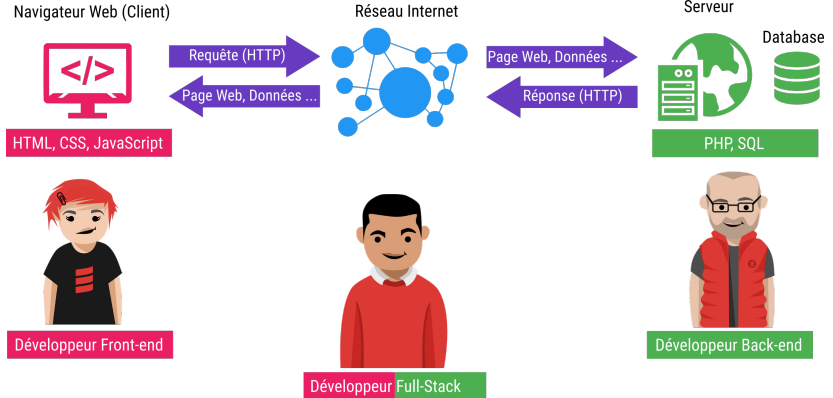 Navigateur Web (Client)
Réseau Internet
Serveur
Database
</>
Requête (HTTP)
Page Web, Données ...
Page Web, Données ...
Réponse (HTTP)
HTML, CSS, JavaScript
PHP, SQL
Développeur Front-end
Développeur Back-end
Développeur Full-Stack